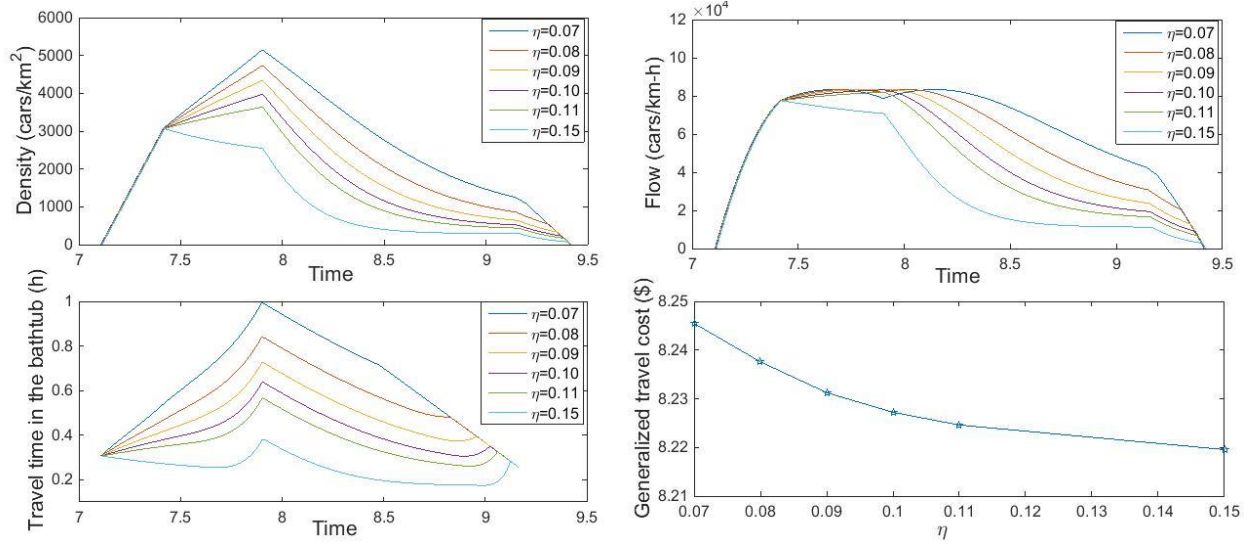 6000
5000
4000
3000
2000
1000
0
7
7.5
8
8.5
9
9.5
Density (cars/km²)
Time
η=0.07
η=0.08
η=0.09
η=0.10
η=0.11
η=0.15
×10⁴
12
10
8
6
4
2
0
7
7.5
8
8.5
9
9.5
Flow (cars/km-h)
Time
η=0.07
η=0.08
η=0.09
η=0.10
η=0.11
η=0.15
1
0.8
0.6
0.4
0.2
7
7.5
8
8.5
9
9.5
Travel time in the bathtub (h)
Time
η=0.07
η=0.08
η=0.09
η=0.10
η=0.11
η=0.15
8.25
8.24
8.23
8.22
8.21
0.07
0.08
0.09
0.1
0.11
0.12
0.13
0.14
0.15
Generalized travel cost ($)
η